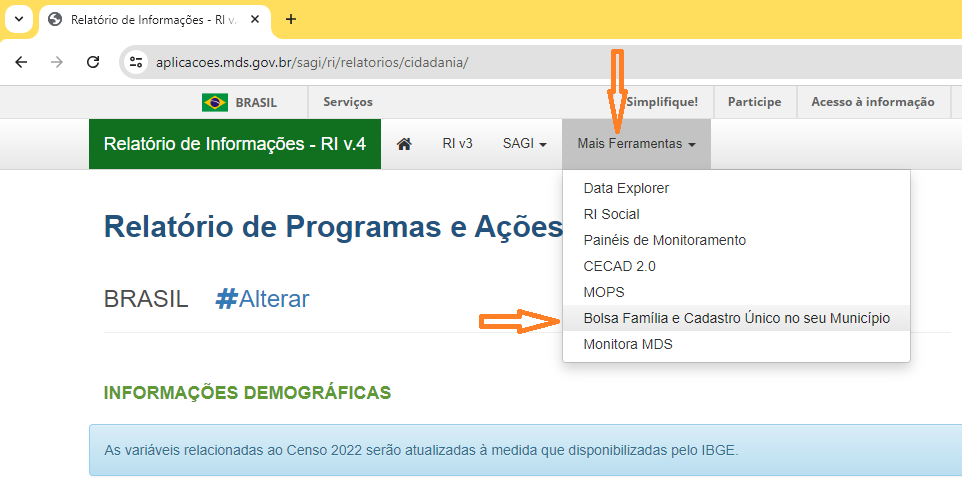 Relatório de Informações - RI v.
aplicacoes.mds.gov.br/sagi/ri/relatorios/cidadania/
BRASIL Serviços Simplifique! Participe Acesso à informação
Relatório de Informações - RI v.4 RI v3 SAGI Mais Ferramentas
Data Explorer
RI Social
Painéis de Monitoramento
CECAD 2.0
MOPS
Bolsa Família e Cadastro Único no seu Município
Monitora MDS
Relatório de Programas e Ações
BRASIL #Alterar
INFORMAÇÕES DEMOGRÁFICAS
As variáveis relacionadas ao Censo 2022 serão atualizadas à medida que disponibilizadas pelo IBGE.